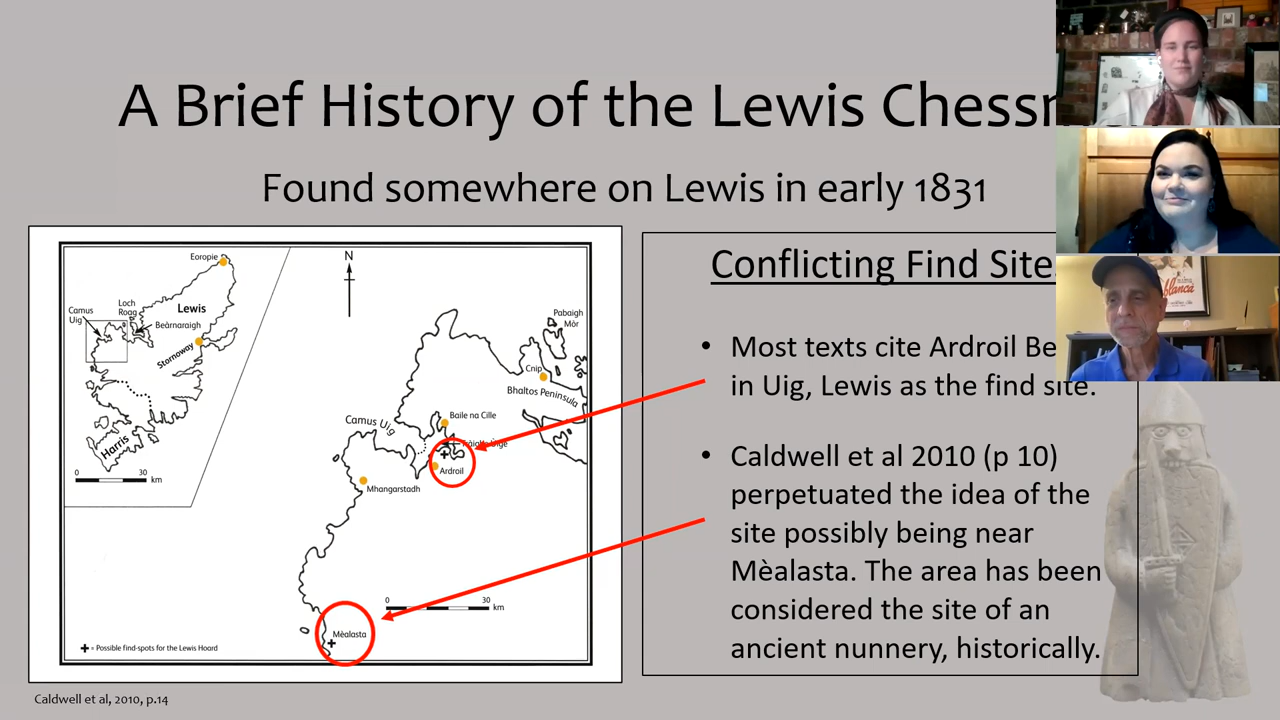 A Brief History of the Lewis
Found somewhere on Lewis in early 1831
Eoropie
Lewis
Loch
Roag
Camus
Uig
Beàrnaraigh
Stornoway
Harris
0 30
km
N
Pabaigh
Mòr
Cnip
Bhaltos Peninsula
Baile na Cille
Camus Uig
Ardroil
Mhangarstadh
0 30
km
Mèalasta
+ = Possible find-spots for the Lewis Hoard
Conflicting Find
• Most texts cite Ardroil
in Uig, Lewis as the find site.
• Caldwell et al 2010 (p 10)
perpetuated the idea of the
site possibly being near
Mèalasta. The area has been
considered the site of an
ancient nunnery, historically.
Caldwell et al, 2010, p.14